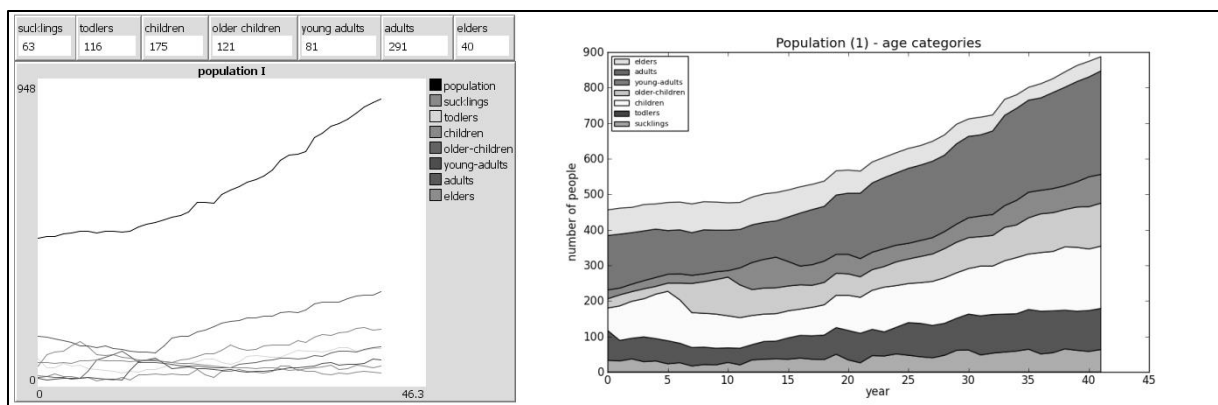 sucklings todlers children older children young adults adults elders
63 116 175 121 81 291 40
population I
948
0
0 46.3
population
sucklings
todlers
children
older-children
young-adults
adults
elders
Population (1) - age categories
number of people
900
800
700
600
500
400
300
200
100
0
elders
adults
young-adults
older-children
children
todlers
sucklings
0 5 10 15 20 25 30 35 40 45
year